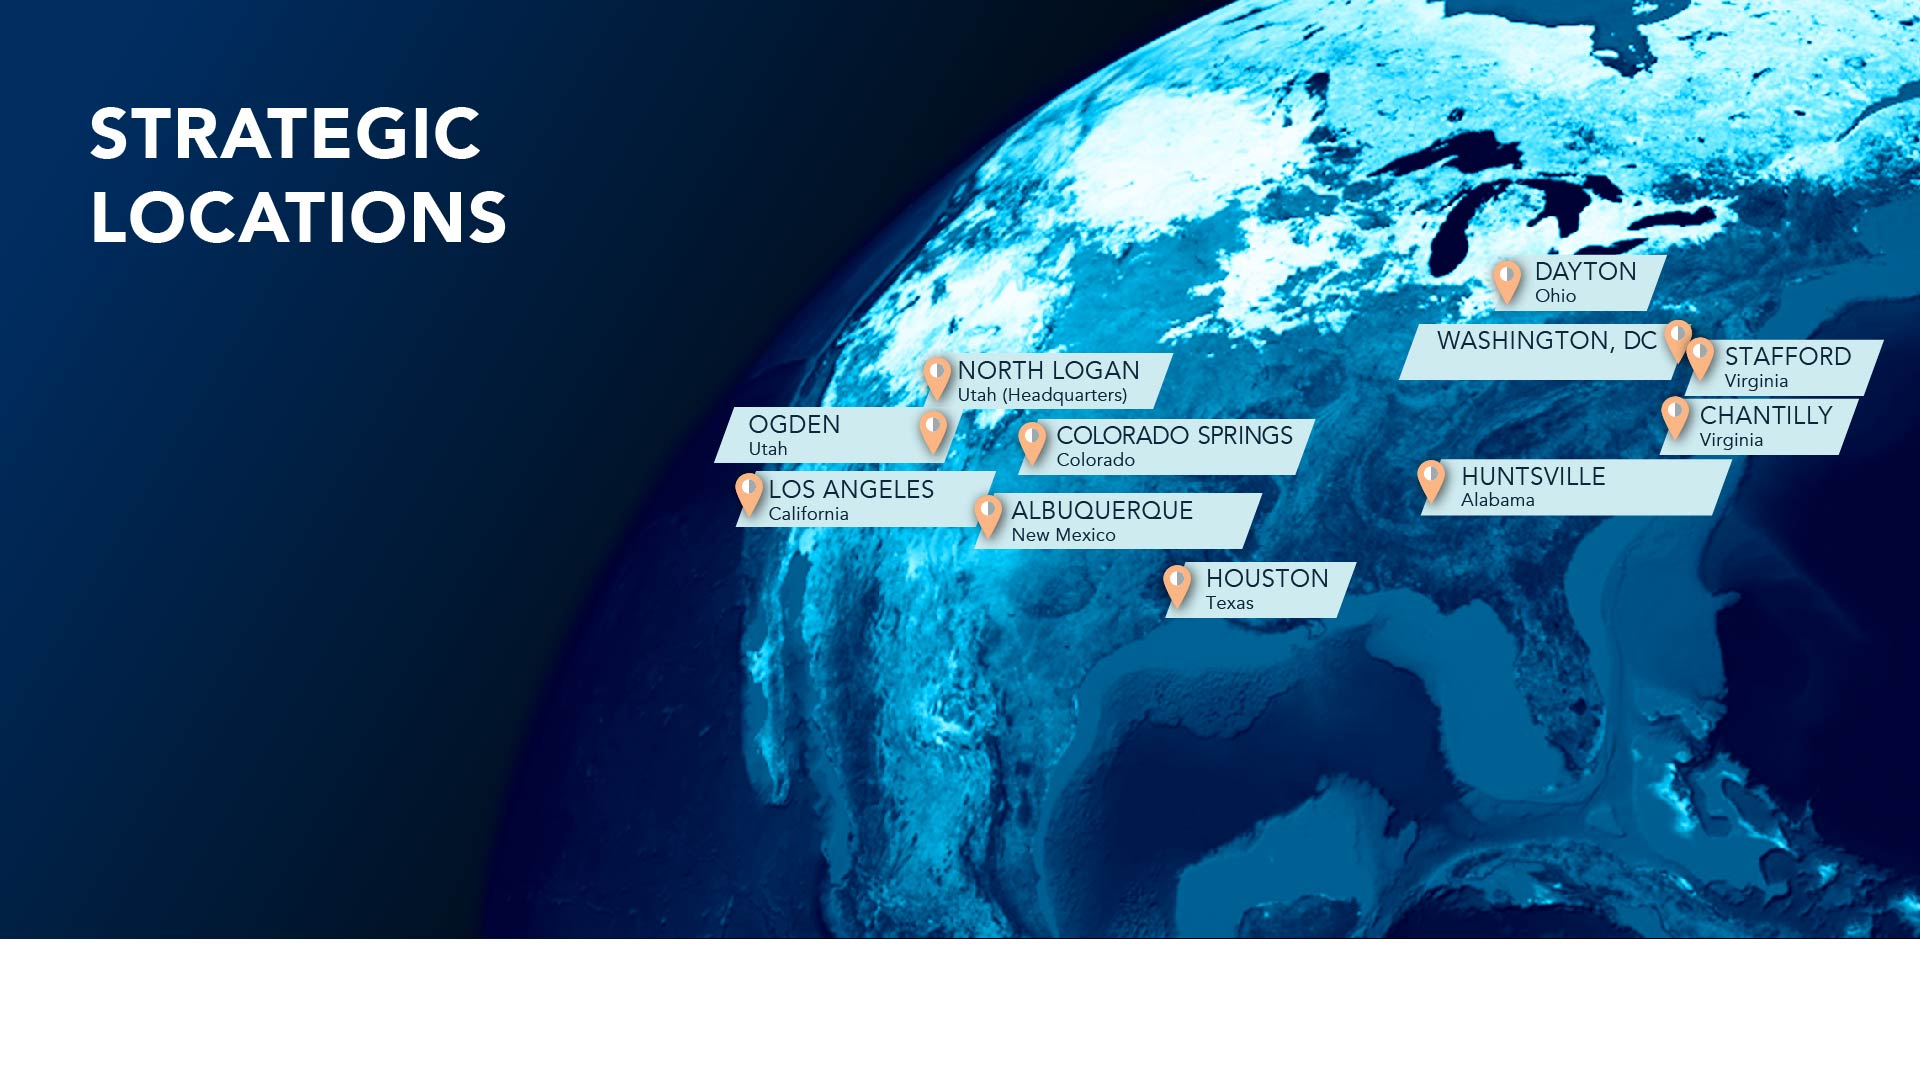 STRATEGIC
LOCATIONS
DAYTON
Ohio
WASHINGTON, DC
STAFFORD
Virginia
NORTH LOGAN
Utah (Headquarters)
CHANTILLY
Virginia
OGDEN
Utah
COLORADO SPRINGS
Colorado
HUNTSVILLE
Alabama
LOS ANGELES
California
ALBUQUERQUE
New Mexico
HOUSTON
Texas